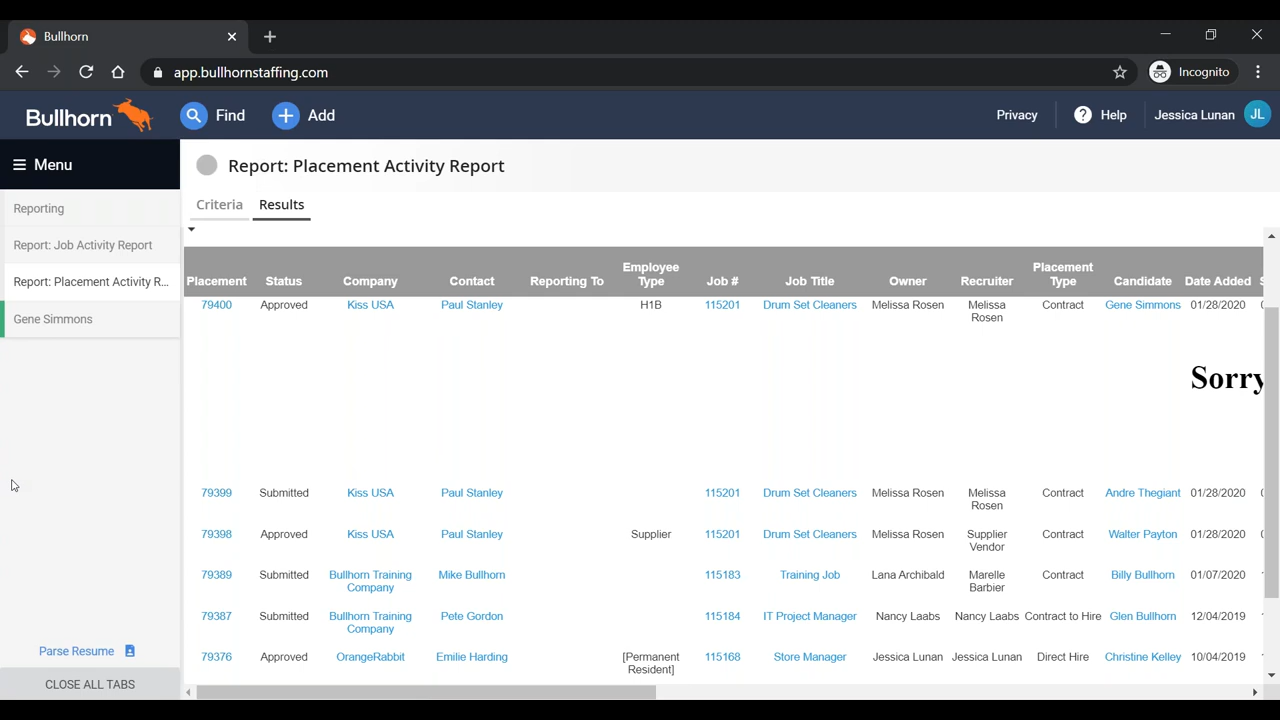 Bullhorn
app.bullhornstaffing.com
Incognito
Bullhorn
Find
Add
Privacy
? Help
Jessica Lunan
JL
Menu
Report: Placement Activity Report
Reporting
Report: Job Activity Report
Report: Placement Activity R...
Gene Simmons
Criteria
Results
Placement Status Company Contact Reporting To Employee Type Job # Job Title Owner Recruiter Placement Type Candidate Date Added S
79400 Approved Kiss USA Paul Stanley H1B 115201 Drum Set Cleaners Melissa Rosen Melissa Rosen Contract Gene Simmons 01/28/2020
Sorry
79399 Submitted Kiss USA Paul Stanley 115201 Drum Set Cleaners Melissa Rosen Melissa Rosen Contract Andre Thegiant 01/28/2020
79398 Approved Kiss USA Paul Stanley Supplier 115201 Drum Set Cleaners Melissa Rosen Supplier Vendor Contract Walter Payton 01/28/2020
79389 Submitted Bullhorn Training Company Mike Bullhorn 115183 Training Job Lana Archibald Marelle Barbier Contract Billy Bullhorn 01/07/2020
79387 Submitted Bullhorn Training Company Pete Gordon 115184 IT Project Manager Nancy Laabs Nancy Laabs Contract to Hire Glen Bullhorn 12/04/2019
79376 Approved OrangeRabbit Emilie Harding [Permanent Resident] 115168 Store Manager Jessica Lunan Jessica Lunan Direct Hire Christine Kelley 10/04/2019
Parse Resume
CLOSE ALL TABS